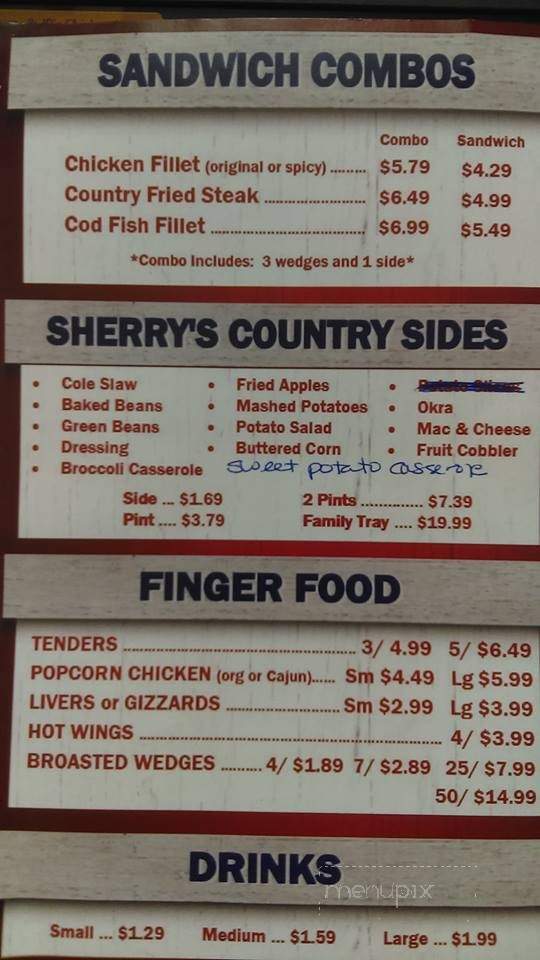 SANDWICH COMBOS
Combo Sandwich
Chicken Fillet (original or spicy) ......... $5.79 $4.29
Country Fried Steak ......................... $6.49 $4.99
Cod Fish Fillet ..................................... $6.99 $5.49
*Combo Includes: 3 wedges and 1 side*
SHERRY'S COUNTRY SIDES
• Cole Slaw • Fried Apples •
• Baked Beans • Mashed Potatoes • Okra
• Green Beans • Potato Salad • Mac & Cheese
• Dressing • Buttered Corn • Fruit Cobbler
• Broccoli Casserole sweet potato casserole
Side ... $1.69 2 Pints .............. $7.39
Pint .... $3.79 Family Tray .... $19.99
FINGER FOOD
TENDERS ...................................................... 3/ 4.99 5/ $6.49
POPCORN CHICKEN (org or Cajun)...... Sm $4.49 Lg $5.99
LIVERS or GIZZARDS ............................ Sm $2.99 Lg $3.99
HOT WINGS ........................................................................ 4/ $3.99
BROASTED WEDGES ......... 4/ $1.89 7/ $2.89 25/ $7.99
50/ $14.99
DRINKS
menupix
Small ... $1.29 Medium ... $1.59 Large ... $1.99